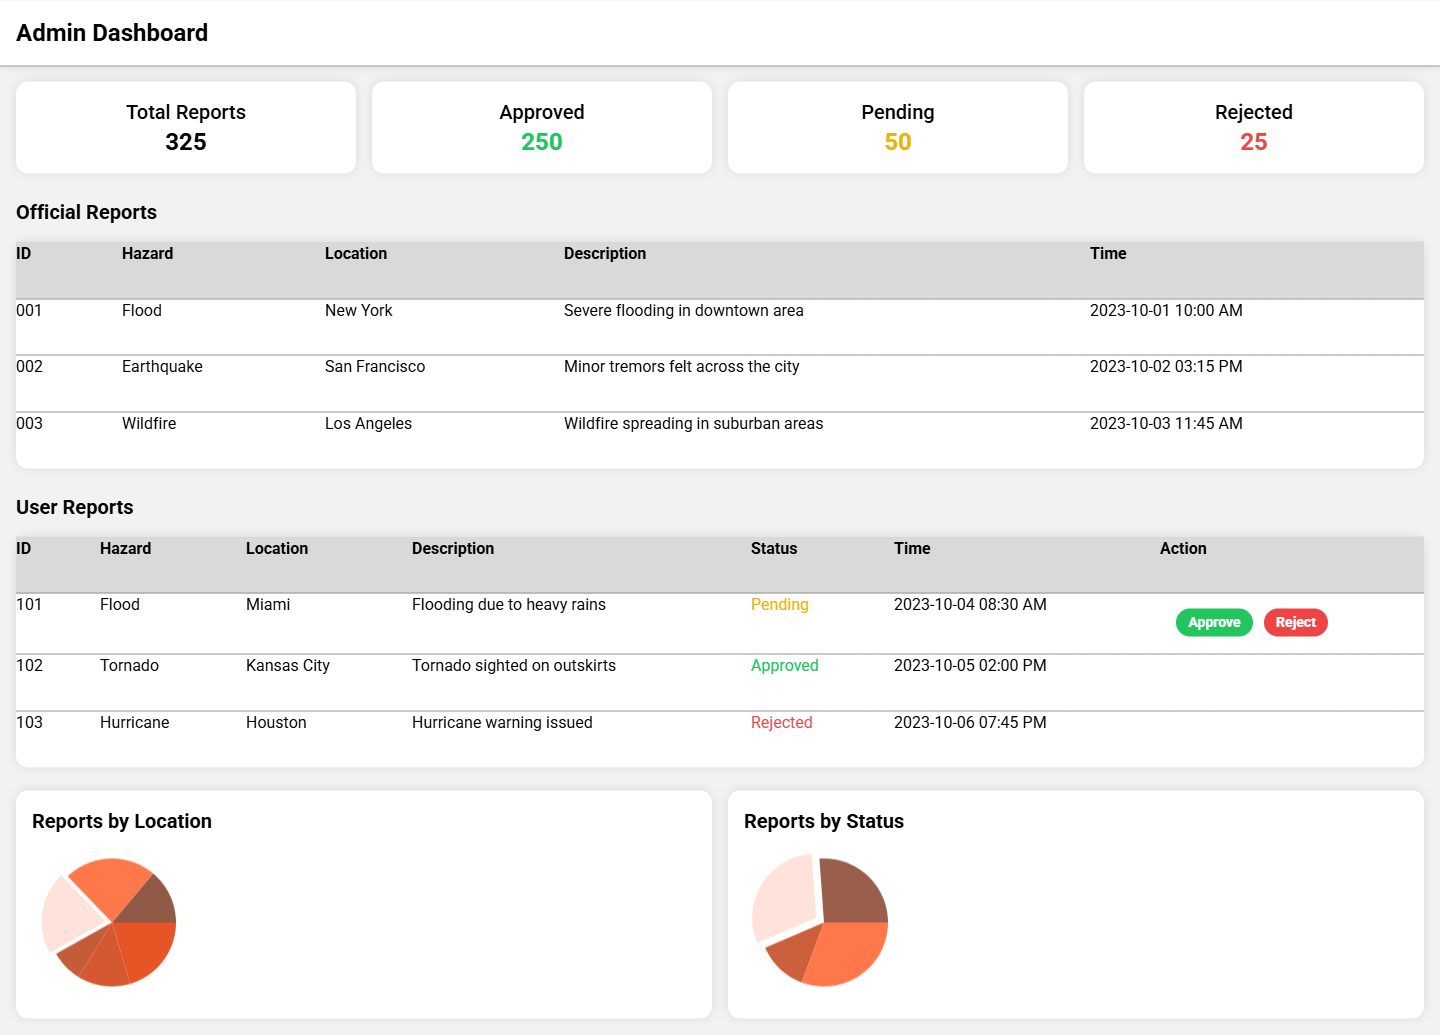 Admin Dashboard
Total Reports
325
Approved
250
Pending
50
Rejected
25
Official Reports
ID Hazard Location Description Time
001 Flood New York Severe flooding in downtown area 2023-10-01 10:00 AM
002 Earthquake San Francisco Minor tremors felt across the city 2023-10-02 03:15 PM
003 Wildfire Los Angeles Wildfire spreading in suburban areas 2023-10-03 11:45 AM
User Reports
ID Hazard Location Description Status Time Action
101 Flood Miami Flooding due to heavy rains Pending 2023-10-04 08:30 AM Approve Reject
102 Tornado Kansas City Tornado sighted on outskirts Approved 2023-10-05 02:00 PM
103 Hurricane Houston Hurricane warning issued Rejected 2023-10-06 07:45 PM
Reports by Location
Reports by Status